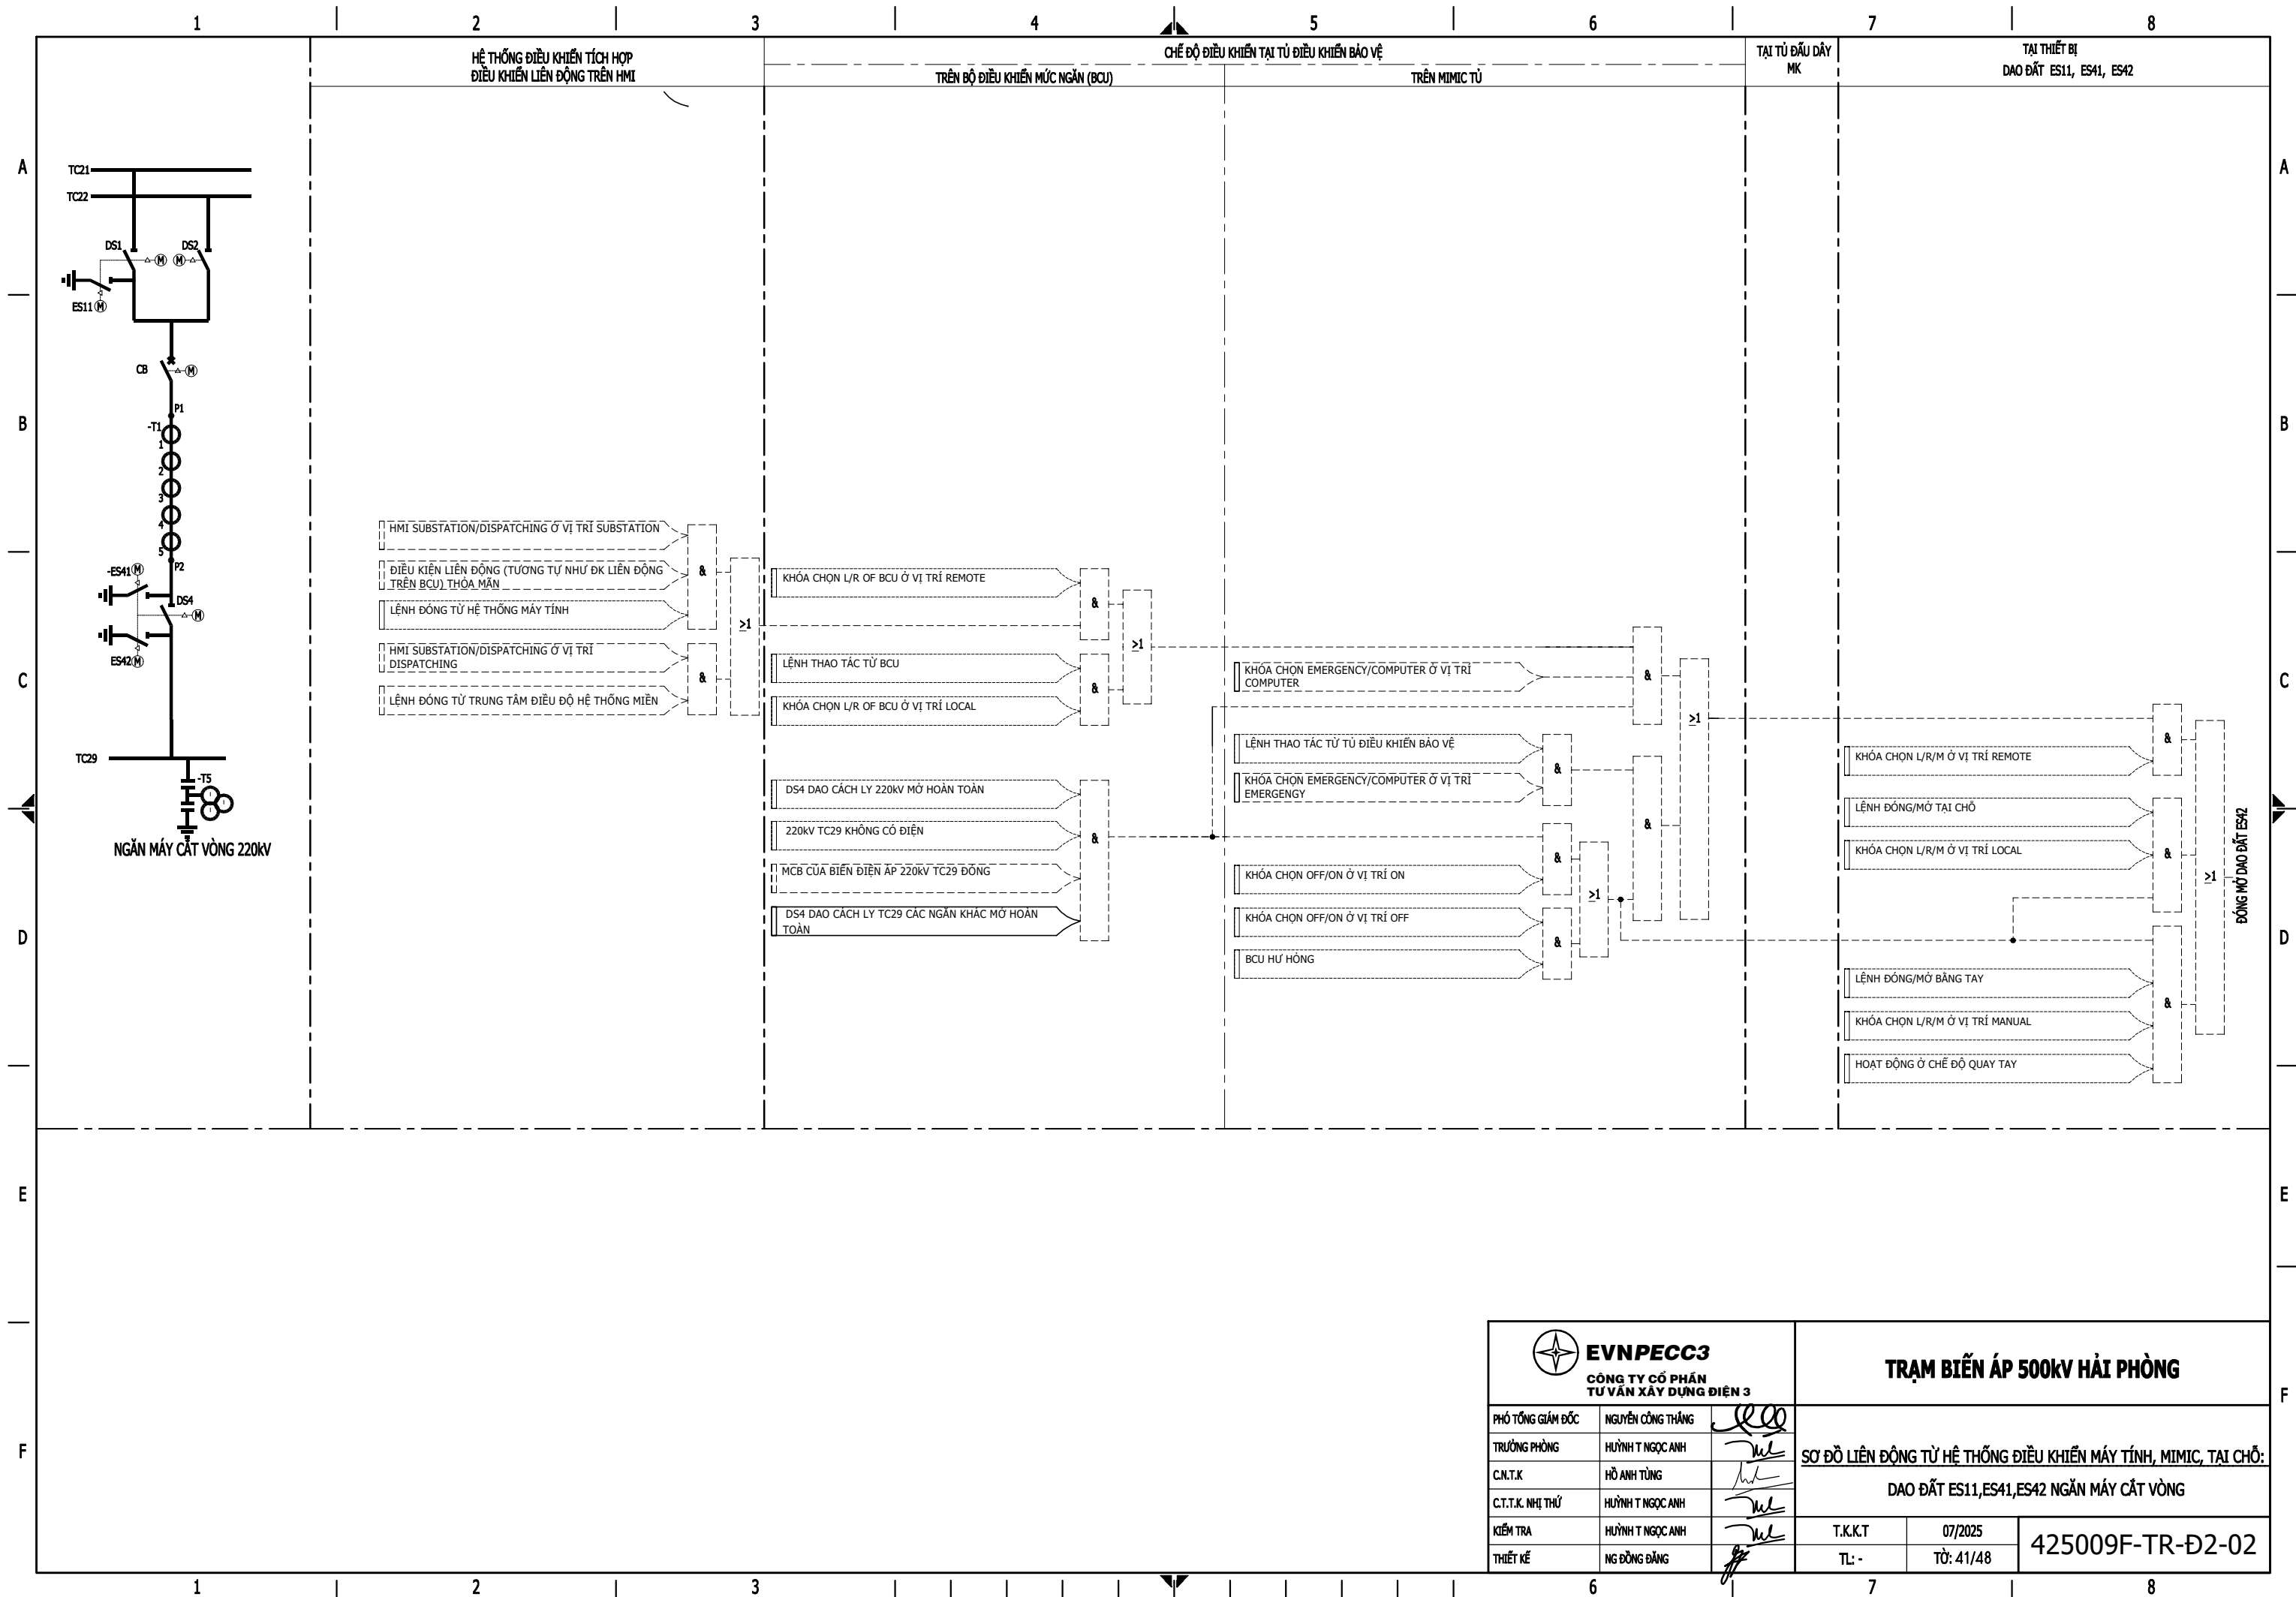 1 2 3 4 5 6 7 8
HỆ THỐNG ĐIỀU KHIỂN TÍCH HỢP
ĐIỀU KHIỂN LIÊN ĐỘNG TRÊN HMI
CHẾ ĐỘ ĐIỀU KHIỂN TẠI TỦ ĐIỀU KHIỂN BẢO VỆ
TRÊN BỘ ĐIỀU KHIỂN MỨC NGĂN (BCU)
TRÊN MIMIC TỦ
TẠI TỦ ĐẤU DÂY
MK
TẠI THIẾT BỊ
DAO ĐẤT ES11, ES41, ES42
A
B
C
D
E
F
A
B
C
D
E
F
TC21
TC22
DS1
DS2
M
M
ES11
M
CB
M
P1
-T1
1
2
3
4
5
P2
-ES41
M
DS4
M
ES42
M
TC29
-T5
NGĂN MÁY CẮT VÒNG 220kV
HMI SUBSTATION/DISPATCHING Ở VỊ TRÍ SUBSTATION
ĐIỀU KIỆN LIÊN ĐỘNG (TƯƠNG TỰ NHƯ ĐK LIÊN ĐỘNG
TRÊN BCU) THỎA MÃN
LỆNH ĐÓNG TỪ HỆ THỐNG MÁY TÍNH
&
HMI SUBSTATION/DISPATCHING Ở VỊ TRÍ
DISPATCHING
LỆNH ĐÓNG TỪ TRUNG TÂM ĐIỀU ĐỘ HỆ THỐNG MIỀN
&
>1
KHÓA CHỌN L/R OF BCU Ở VỊ TRÍ REMOTE
&
LỆNH THAO TÁC TỪ BCU
KHÓA CHỌN L/R OF BCU Ở VỊ TRÍ LOCAL
&
>1
DS4 DAO CÁCH LY 220kV MỞ HOÀN TOÀN
220kV TC29 KHÔNG CÓ ĐIỆN
MCB CỦA BIẾN ĐIỆN ÁP 220kV TC29 ĐÓNG
DS4 DAO CÁCH LY TC29 CÁC NGĂN KHÁC MỞ HOÀN
TOÀN
&
KHÓA CHỌN EMERGENCY/COMPUTER Ở VỊ TRÍ
COMPUTER
&
LỆNH THAO TÁC TỪ TỦ ĐIỀU KHIỂN BẢO VỆ
KHÓA CHỌN EMERGENCY/COMPUTER Ở VỊ TRÍ
EMERGENGY
&
&
>1
KHÓA CHỌN OFF/ON Ở VỊ TRÍ ON
&
KHÓA CHỌN OFF/ON Ở VỊ TRÍ OFF
BCU HƯ HỎNG
&
>1
KHÓA CHỌN L/R/M Ở VỊ TRÍ REMOTE
&
LỆNH ĐÓNG/MỞ TẠI CHỖ
KHÓA CHỌN L/R/M Ở VỊ TRÍ LOCAL
&
LỆNH ĐÓNG/MỞ BẰNG TAY
KHÓA CHỌN L/R/M Ở VỊ TRÍ MANUAL
HOẠT ĐỘNG Ở CHẾ ĐỘ QUAY TAY
&
>1
ĐÓNG MỞ DAO ĐẤT ES42
EVNPECC3
CÔNG TY CỔ PHẦN
TƯ VẤN XÂY DỰNG ĐIỆN 3
TRẠM BIẾN ÁP 500kV HẢI PHÒNG
PHÓ TỔNG GIÁM ĐỐC NGUYỄN CÔNG THẮNG
TRƯỞNG PHÒNG HUỲNH T NGỌC ANH
C.N.T.K HỒ ANH TÙNG
C.T.T.K. NHỊ THỨ HUỲNH T NGỌC ANH
KIỂM TRA HUỲNH T NGỌC ANH
THIẾT KẾ NG ĐỒNG ĐĂNG
SƠ ĐỒ LIÊN ĐỘNG TỪ HỆ THỐNG ĐIỀU KHIỂN MÁY TÍNH, MIMIC, TẠI CHỖ:
DAO ĐẤT ES11,ES41,ES42 NGĂN MÁY CẮT VÒNG
T.K.K.T 07/2025
TL: - TỜ: 41/48
425009F-TR-Đ2-02
1 2 3 6 7 8